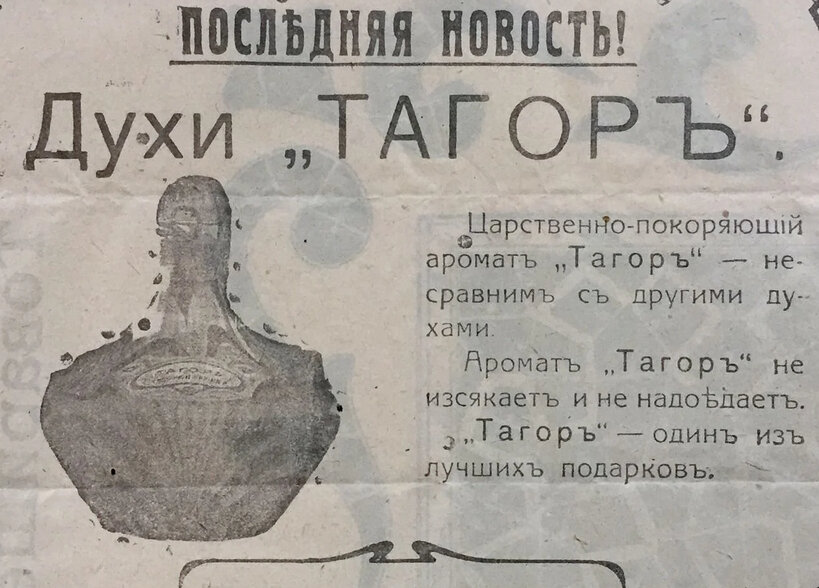 ПОСЛѢДНЯЯ НОВОСТЬ!
Духи „ТАГОРЪ“.
Царственно-покоряющій
ароматъ „Тагоръ“ — не-
сравнимъ съ другими ду-
хами.
Ароматъ „Тагоръ“ не
изсякаетъ и не надоѣдаетъ.
„Тагоръ“ — одинъ изъ
лучшихъ подарковъ.
ТАГОРЪ